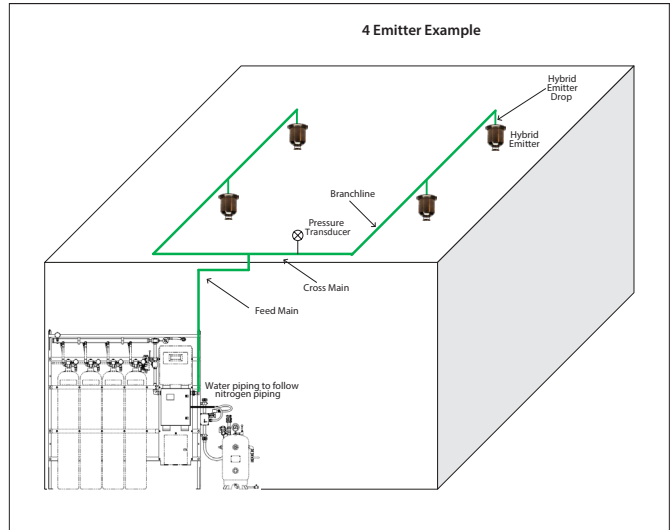 4 Emitter Example
Hybrid
Emitter
Drop
Hybrid
Emitter
Branchline
Pressure
Transducer
Cross Main
Feed Main
Water piping to follow
nitrogen piping